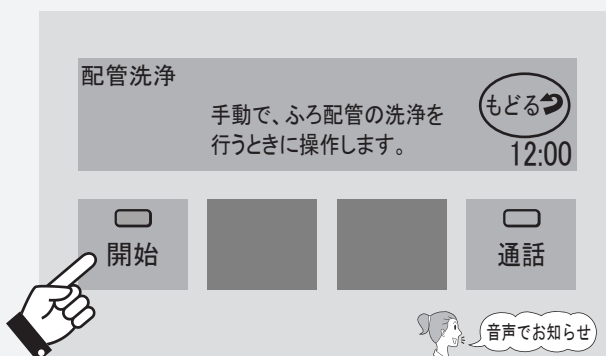 配管洗浄
手動で、ふろ配管の洗浄を
行うときに操作します。
もどる
12:00
開始
通話
音声でお知らせ